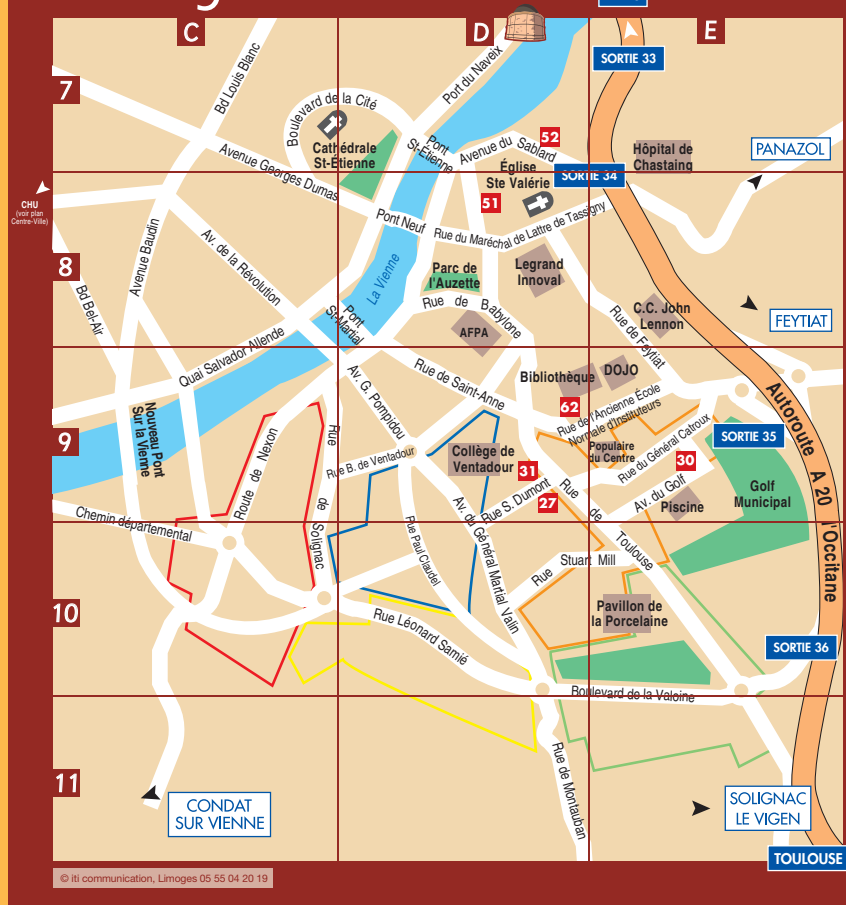 g
C
D
E
7
8
9
10
11
SORTIE 33
Bd Louis Blanc
Port du Naveix
Boulevard de la Cité
Cathédrale
St-Étienne
Pont
St-Étienne
Avenue du Sablard
52
Hôpital de
Chastaing
PANAZOL
Avenue Georges Dumas
Église
Ste Valérie
SORTIE 34
51
CHU
(voir plan
Centre-Ville)
Pont Neuf
Rue du Maréchal de Lattre de Tassigny
Avenue Baudin
Av. de la Révolution
La Vienne
Parc de
l'Auzette
Legrand
Innoval
Bd Bel-Air
Rue de Babylone
C.C. John
Lennon
FEYTIAT
Pont
St-Martial
AFPA
Rue de Feytiat
Quai Salvador Allende
Rue de Saint-Anne
Bibliothèque
DOJO
Av. G. Pompidou
62
Rue de l'Ancienne École
Normale d'Instituteurs
Autoroute A 20 l'Occitane
Nouveau Pont
Sur la Vienne
Route de Nexon
Rue de Solignac
Rue B. de Ventadour
Collège de
Ventadour
31
Populaire
du Centre
Rue du Général Catroux
SORTIE 35
30
27
Rue S. Dumont
Av. du Golf
Piscine
Golf
Municipal
Chemin départemental
Rue Paul Claudel
Av. du Général Martial Valin
Rue de Toulouse
Rue Stuart Mill
Pavillon de
la Porcelaine
Rue Léonard Samié
SORTIE 36
Boulevard de la Valoine
Rue de Montauban
CONDAT
SUR VIENNE
SOLIGNAC
LE VIGEN
TOULOUSE
© iti communication, Limoges 05 55 04 20 19